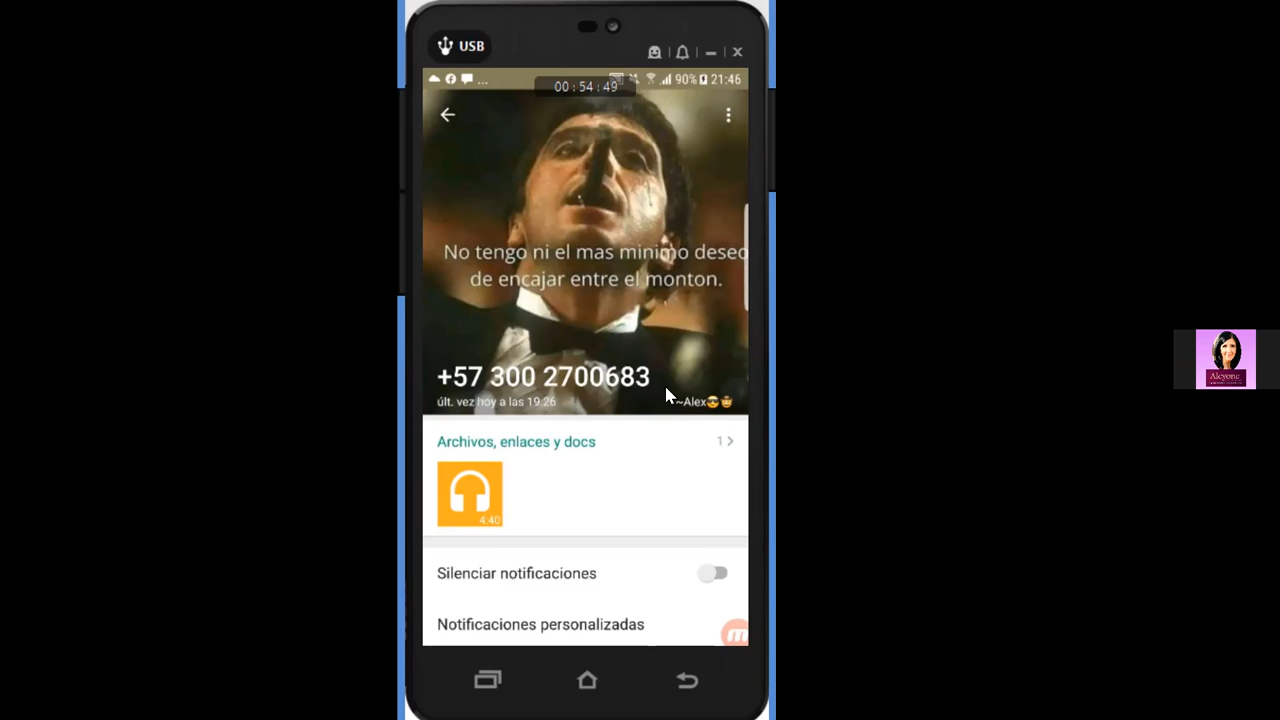 USB
90% 21:46
00:54:49
No tengo ni el mas minimo deseo
de encajar entre el monton.
+57 300 2700683
últ. vez hoy a las 19:26
~Alex😎🤠
Archivos, enlaces y docs
1
4:40
Silenciar notificaciones
Notificaciones personalizadas
Alcyone